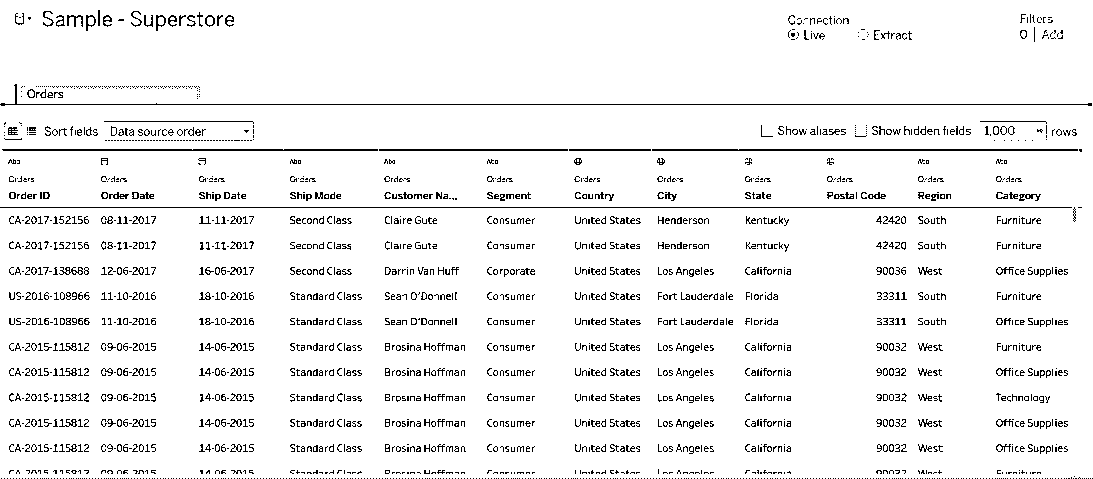 Sample - Superstore
Connection
Filters
Live Extract
0 | Add
Orders
Sort fields Data source order Show aliases Show hidden fields 1,000 rows
Abc Abc Abc Abc Abc Abc
Orders Orders Orders Orders Orders Orders Orders Orders Orders Orders Orders Orders
Order ID Order Date Ship Date Ship Mode Customer Na... Segment Country City State Postal Code Region Category
CA-2017-152156 08-11-2017 11-11-2017 Second Class Claire Gute Consumer United States Henderson Kentucky 42420 South Furniture
CA-2017-152156 08-11-2017 11-11-2017 Second Class Claire Gute Consumer United States Henderson Kentucky 42420 South Furniture
CA-2017-138688 12-06-2017 16-06-2017 Second Class Darrin Van Huff Corporate United States Los Angeles California 90036 West Office Supplies
US-2016-108966 11-10-2016 18-10-2016 Standard Class Sean O'Donnell Consumer United States Fort Lauderdale Florida 33311 South Furniture
US-2016-108966 11-10-2016 18-10-2016 Standard Class Sean O'Donnell Consumer United States Fort Lauderdale Florida 33311 South Office Supplies
CA-2015-115812 09-06-2015 14-06-2015 Standard Class Brosina Hoffman Consumer United States Los Angeles California 90032 West Furniture
CA-2015-115812 09-06-2015 14-06-2015 Standard Class Brosina Hoffman Consumer United States Los Angeles California 90032 West Office Supplies
CA-2015-115812 09-06-2015 14-06-2015 Standard Class Brosina Hoffman Consumer United States Los Angeles California 90032 West Technology
CA-2015-115812 09-06-2015 14-06-2015 Standard Class Brosina Hoffman Consumer United States Los Angeles California 90032 West Office Supplies
CA-2015-115812 09-06-2015 14-06-2015 Standard Class Brosina Hoffman Consumer United States Los Angeles California 90032 West Office Supplies
CA-2015-115812 09-06-2015 14-06-2015 Standard Class Brosina Hoffman Consumer United States Los Angeles California 90032 West Furniture